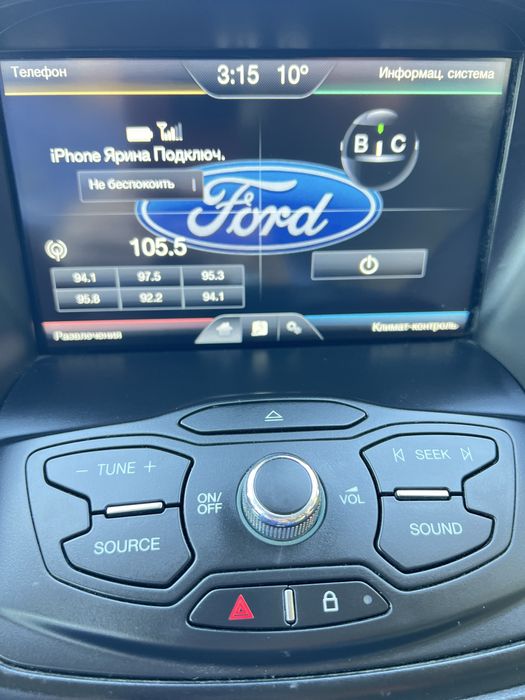 Телефон
3:15 10°
Информац. система
iPhone Ярина Подключ.
В С
Не беспокоить
Ford
105.5
94.1 97.5 95.3
95.8 92.2 94.1
Развлечения
Климат-контроль
− TUNE +
SEEK
ON/
OFF
VOL
SOURCE
SOUND